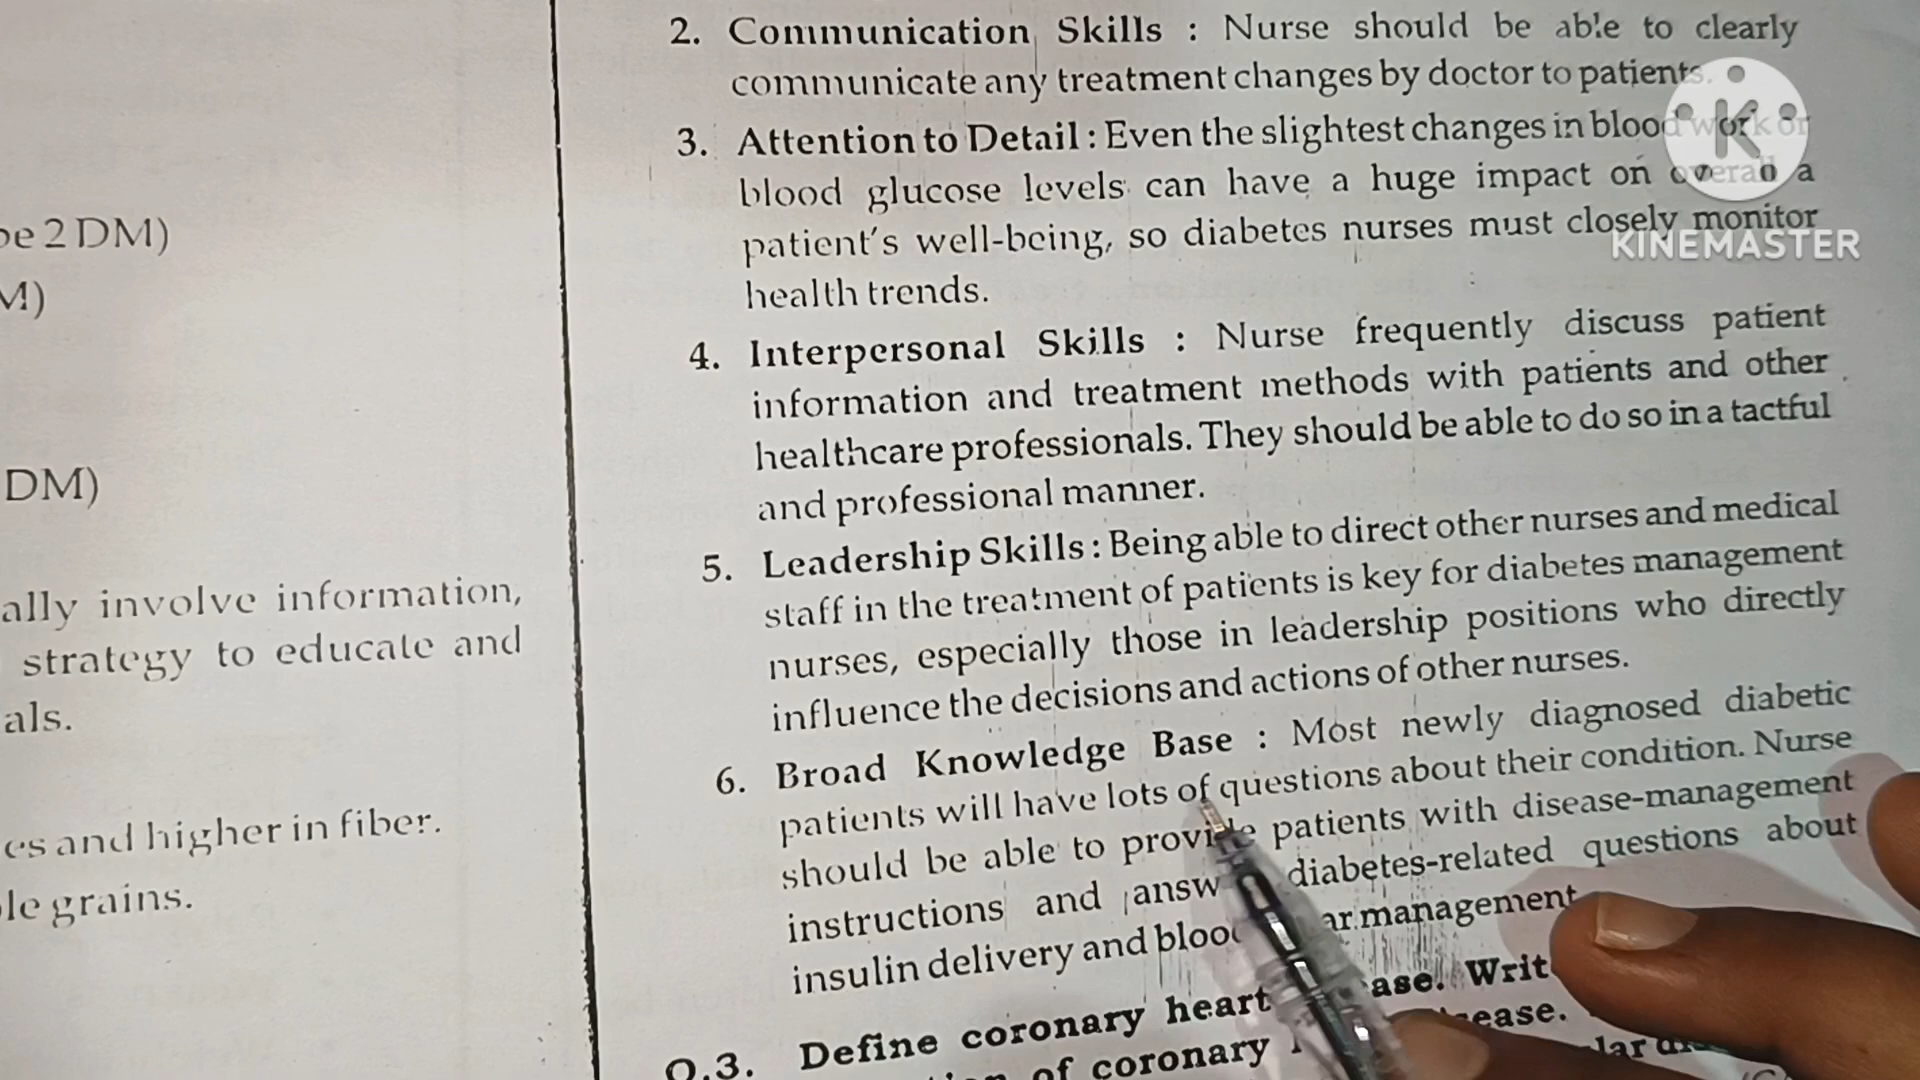 pe 2 DM)
M)
DM)
ally involve information,
strategy to educate and
als.
es and higher in fiber.
le grains.
2. Communication Skills : Nurse should be able to clearly
communicate any treatment changes by doctor to patients.
3. Attention to Detail : Even the slightest changes in blood work or
blood glucose levels can have a huge impact on overall a
patient's well-being, so diabetes nurses must closely monitor
health trends.
4. Interpersonal Skills : Nurse frequently discuss patient
information and treatment methods with patients and other
healthcare professionals. They should be able to do so in a tactful
and professional manner.
5. Leadership Skills : Being able to direct other nurses and medical
staff in the treatment of patients is key for diabetes management
nurses, especially those in leadership positions who directly
influence the decisions and actions of other nurses.
6. Broad Knowledge Base : Most newly diagnosed diabetic
patients will have lots of questions about their condition. Nurse
should be able to provide patients with disease-management
instructions and answ diabetes-related questions about
insulin delivery and bloo ar management
Q.3. Define coronary heart ase. Writ
of coronary sease.
K
KINEMASTER